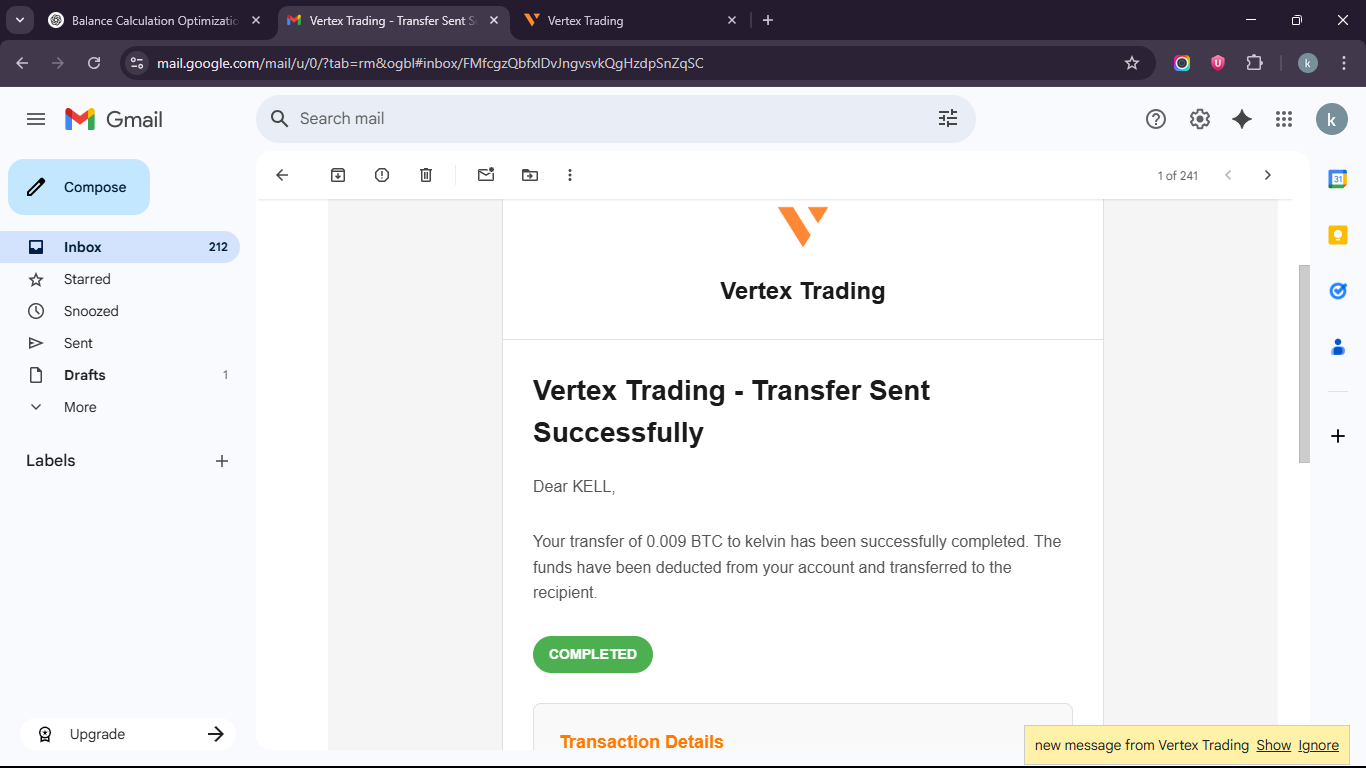 Balance Calculation Optimizatio
Vertex Trading - Transfer Sent S
Vertex Trading
mail.google.com/mail/u/0/?tab=rm&ogbl#inbox/FMfcgzQbfxlDvJngvsvkQgHzdpSnZqSC
k
Gmail
Search mail
k
Compose
1 of 241
Inbox 212
Starred
Snoozed
Sent
Drafts 1
More
Labels
Upgrade
Vertex Trading
Vertex Trading - Transfer Sent
Successfully
Dear KELL,
Your transfer of 0.009 BTC to kelvin has been successfully completed. The
funds have been deducted from your account and transferred to the
recipient.
COMPLETED
Transaction Details
31
new message from Vertex Trading Show Ignore